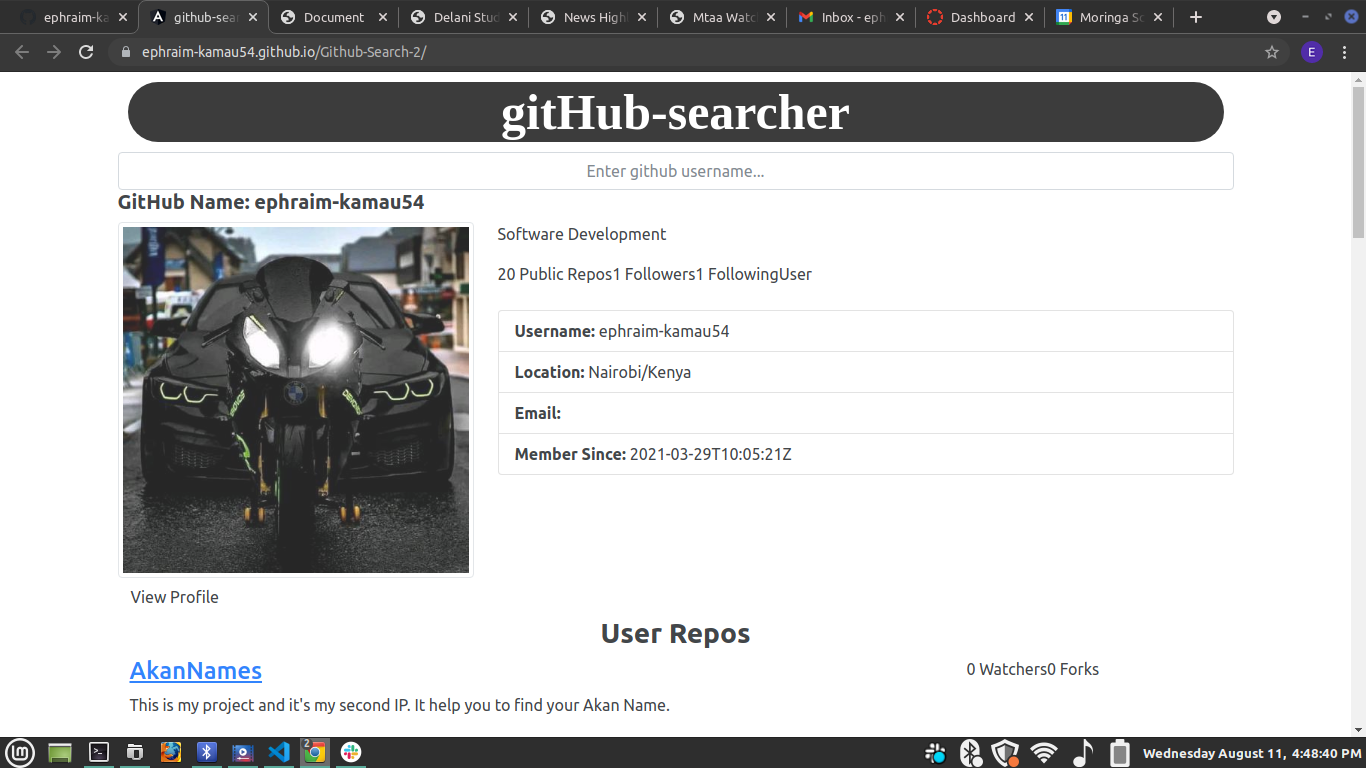 ephraim-ka
github-sear
Document
Delani Stud
News Highl
Mtaa Watc
Inbox - eph
Dashboard
Moringa Sc
ephraim-kamau54.github.io/Github-Search-2/
E
gitHub-searcher
Enter github username...
GitHub Name: ephraim-kamau54
Software Development
20 Public Repos1 Followers1 FollowingUser
Username: ephraim-kamau54
Location: Nairobi/Kenya
Email:
Member Since: 2021-03-29T10:05:21Z
View Profile
User Repos
AkanNames
0 Watchers0 Forks
This is my project and it's my second IP. It help you to find your Akan Name.
2
Wednesday August 11, 4:48:40 PM